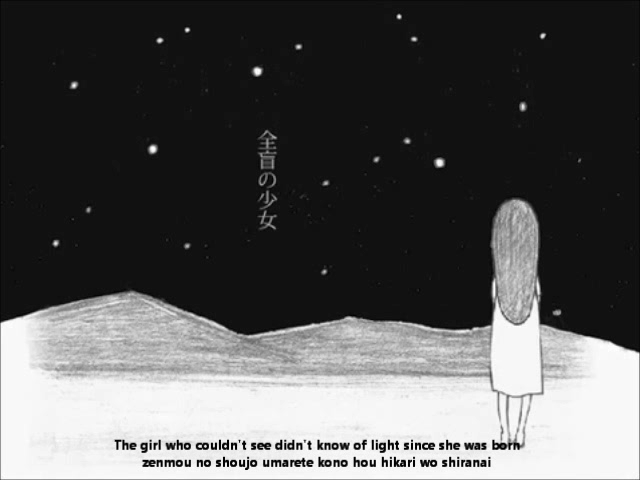 全盲の少女
The girl who couldn't see didn't know of light since she was born
zenmou no shoujo umarete kono hou hikari wo shiranai